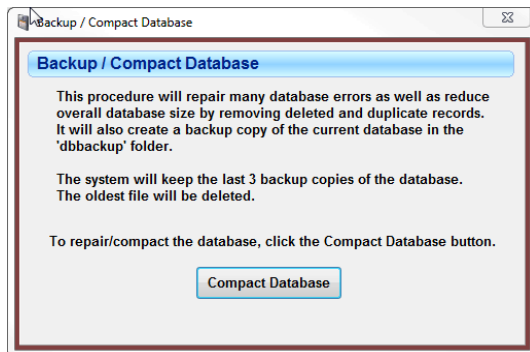 Backup / Compact Database
Backup / Compact Database
This procedure will repair many database errors as well as reduce
overall database size by removing deleted and duplicate records.
It will also create a backup copy of the current database in the
'dbbackup' folder.
The system will keep the last 3 backup copies of the database.
The oldest file will be deleted.
To repair/compact the database, click the Compact Database button.
Compact Database